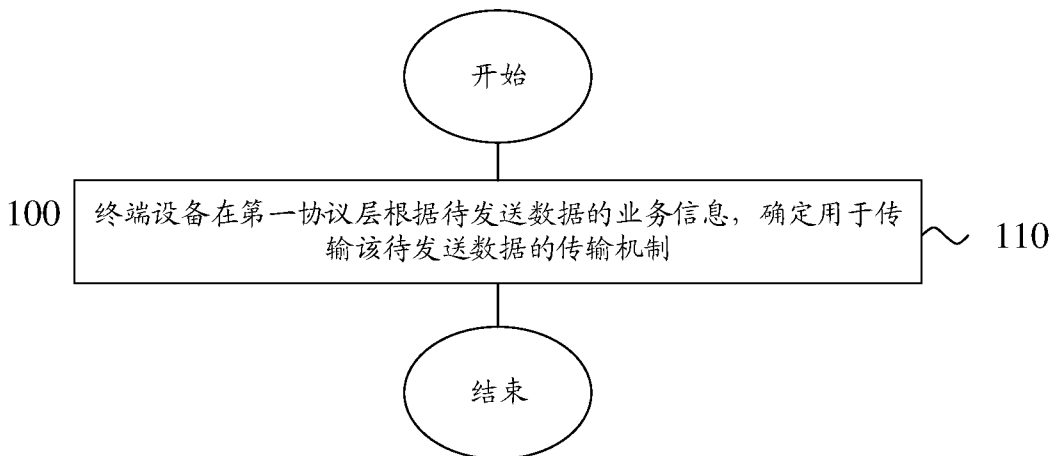 开始
100
终端设备在第一协议层根据待发送数据的业务信息，确定用于传
输该待发送数据的传输机制
110
结束